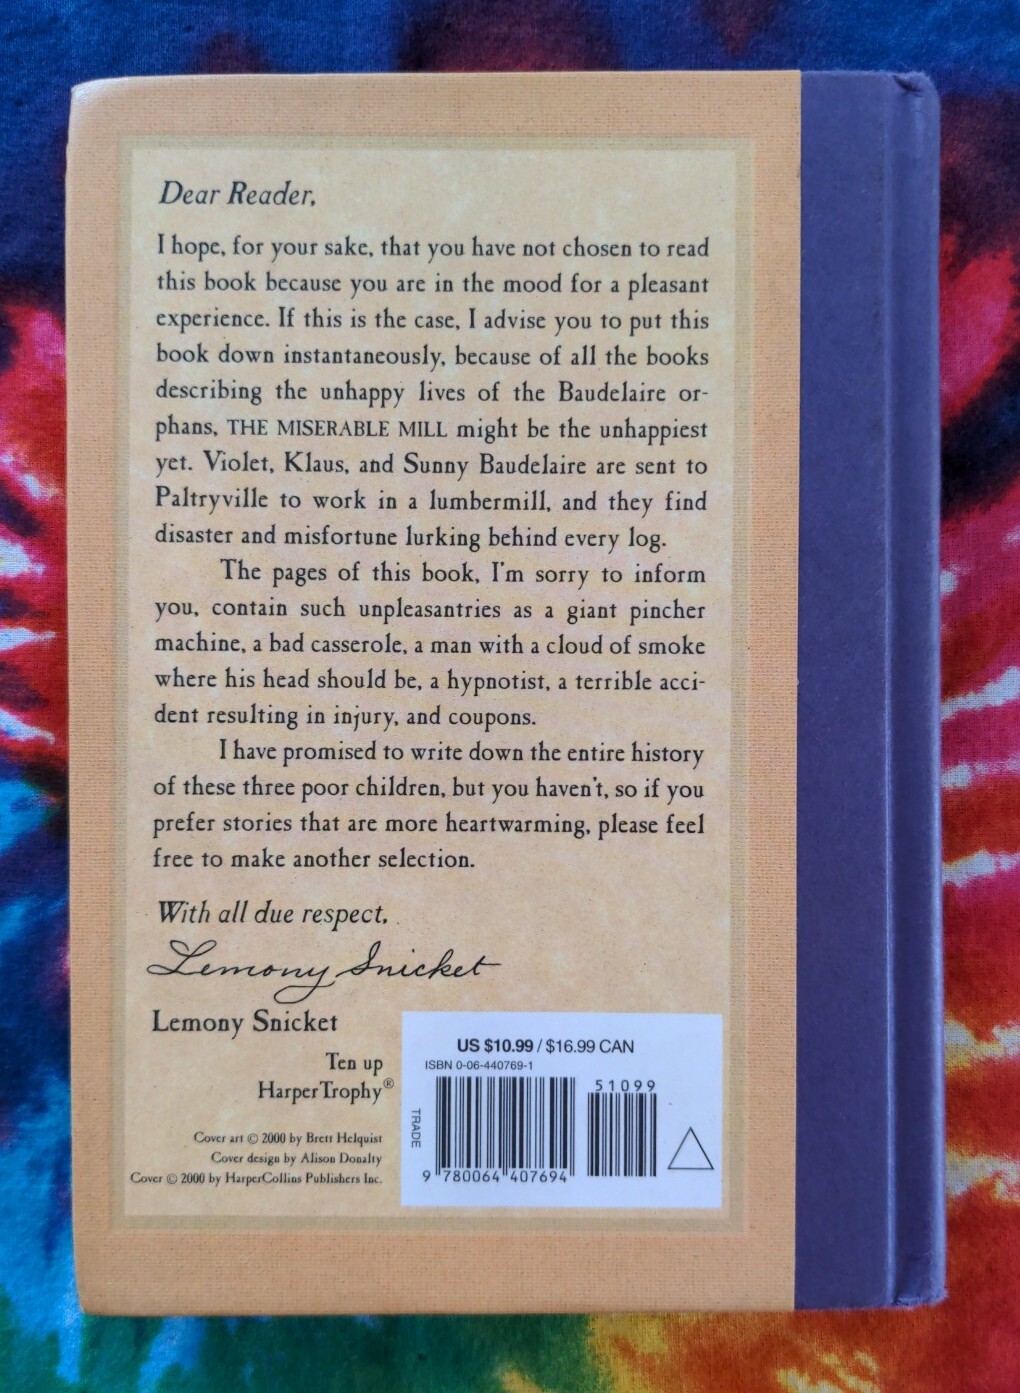 Dear Reader,
I hope, for your sake, that you have not chosen to read
this book because you are in the mood for a pleasant
experience. If this is the case, I advise you to put this
book down instantaneously, because of all the books
describing the unhappy lives of the Baudelaire or-
phans, THE MISERABLE MILL might be the unhappiest
yet. Violet, Klaus, and Sunny Baudelaire are sent to
Paltryville to work in a lumbermill, and they find
disaster and misfortune lurking behind every log.
The pages of this book, I'm sorry to inform
you, contain such unpleasantries as a giant pincher
machine, a bad casserole, a man with a cloud of smoke
where his head should be, a hypnotist, a terrible acci-
dent resulting in injury, and coupons.
I have promised to write down the entire history
of these three poor children, but you haven't, so if you
prefer stories that are more heartwarming, please feel
free to make another selection.
With all due respect,
Lemony Snicket
Lemony Snicket
Ten up
HarperTrophy®
Cover art © 2000 by Brett Helquist
Cover design by Alison Donalty
Cover © 2000 by HarperCollins Publishers Inc.
US $10.99 / $16.99 CAN
ISBN 0-06-440769-1
51099
TRADE
9 780064 407694